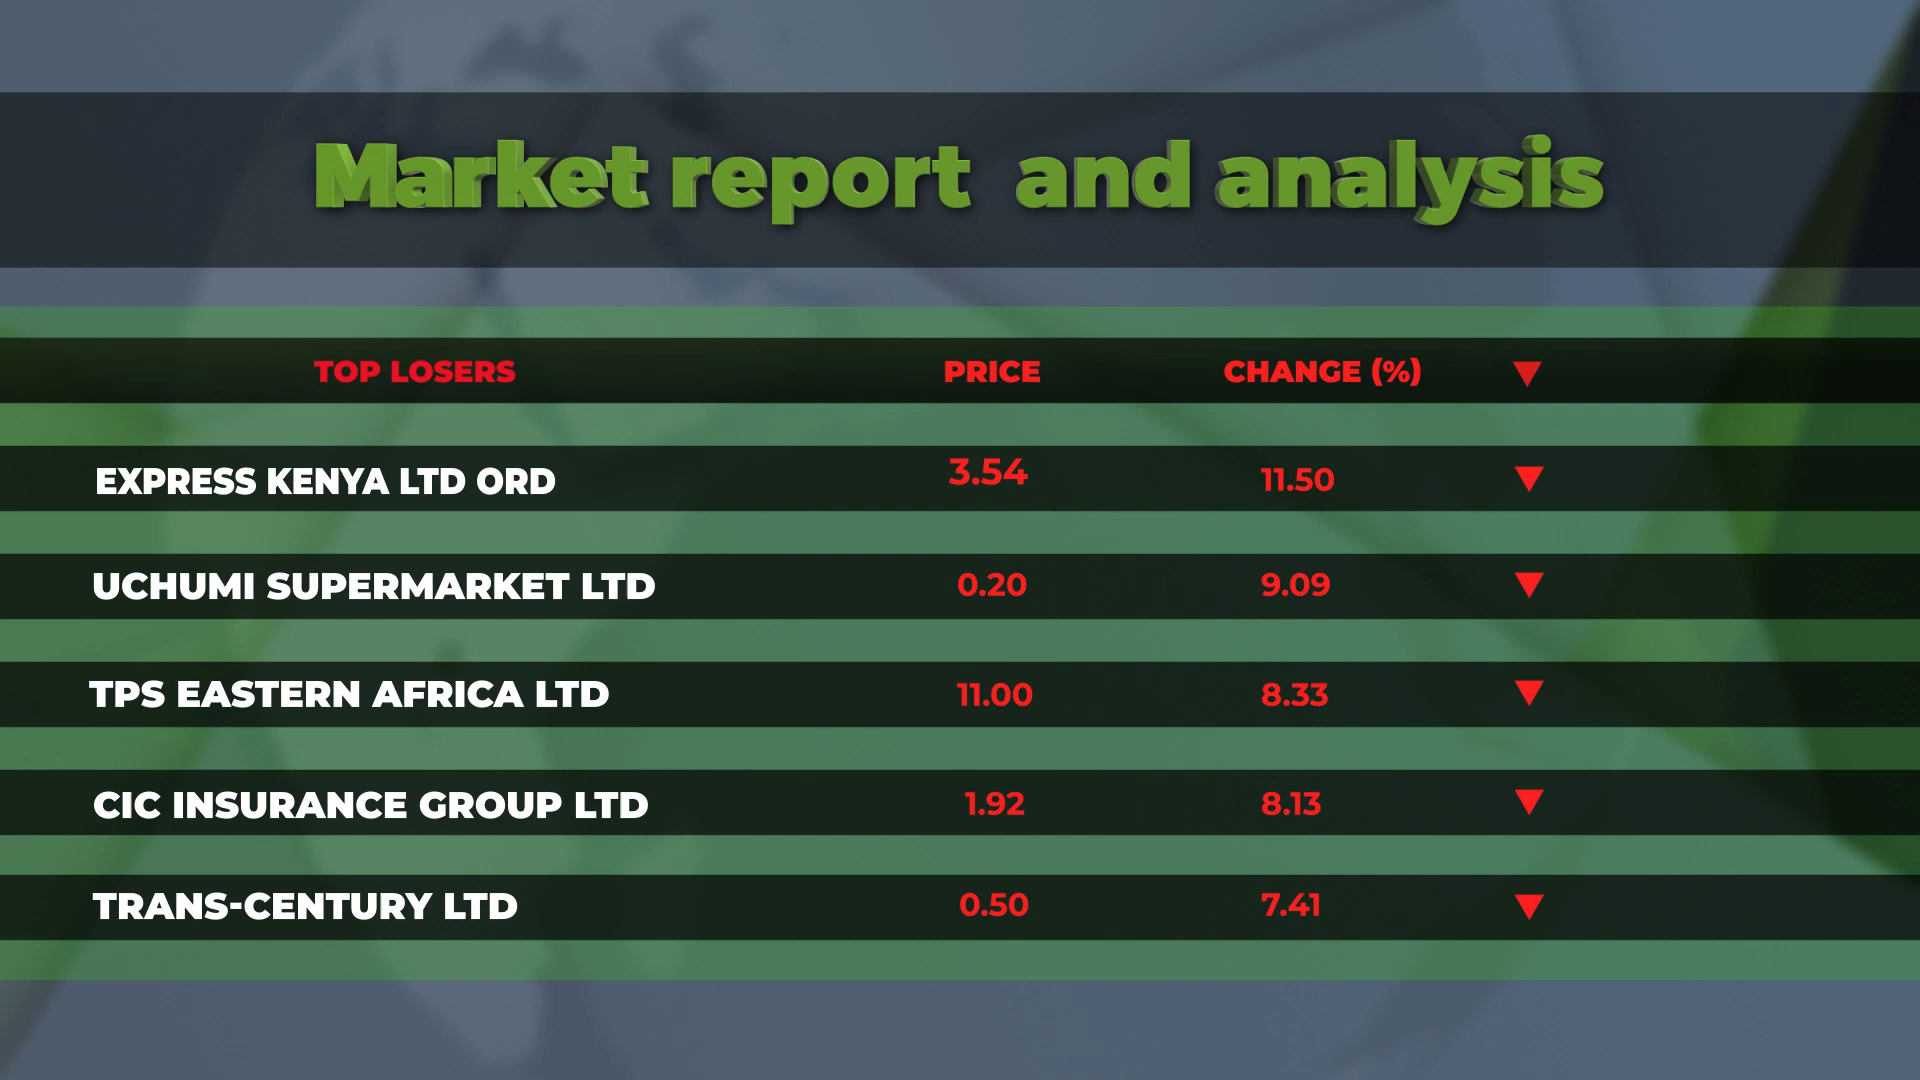 Market report and analysis
TOP LOSERS PRICE CHANGE (%) ▼
EXPRESS KENYA LTD ORD 3.54 11.50 ▼
UCHUMI SUPERMARKET LTD 0.20 9.09 ▼
TPS EASTERN AFRICA LTD 11.00 8.33 ▼
CIC INSURANCE GROUP LTD 1.92 8.13 ▼
TRANS-CENTURY LTD 0.50 7.41 ▼